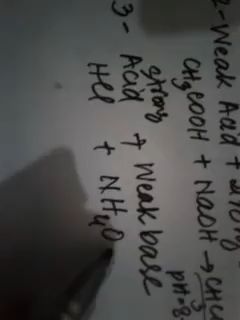 2- Weak Acid + Strong
CH3COOH + NaOH → CH3C
pH=8.
3- Strong Acid + Weak base
HCl + NH4O